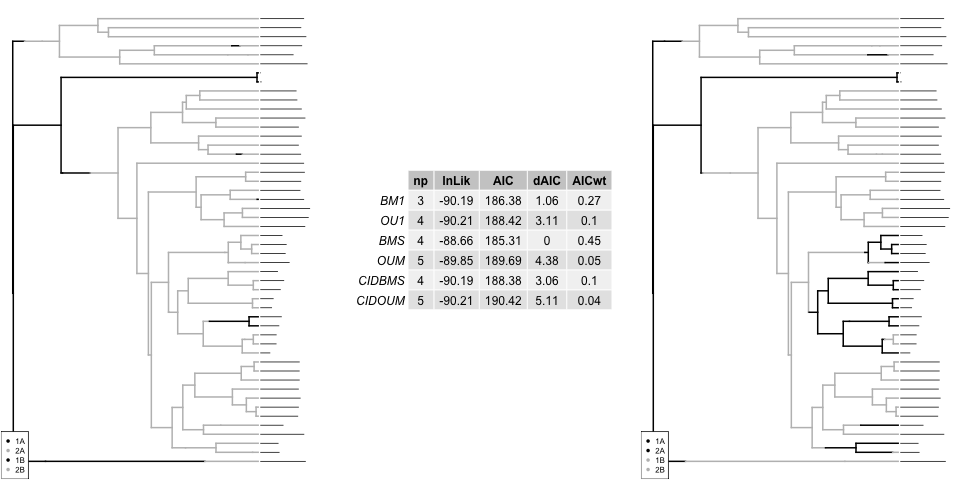 np lnLik AIC dAIC AICwt
BM1 3 -90.19 186.38 1.06 0.27
OU1 4 -90.21 188.42 3.11 0.1
BMS 4 -88.66 185.31 0 0.45
OUM 5 -89.85 189.69 4.38 0.05
CIDBMS 4 -90.19 188.38 3.06 0.1
CIDOUM 5 -90.21 190.42 5.11 0.04
1A
2A
1B
2B
1A
2A
1B
2B